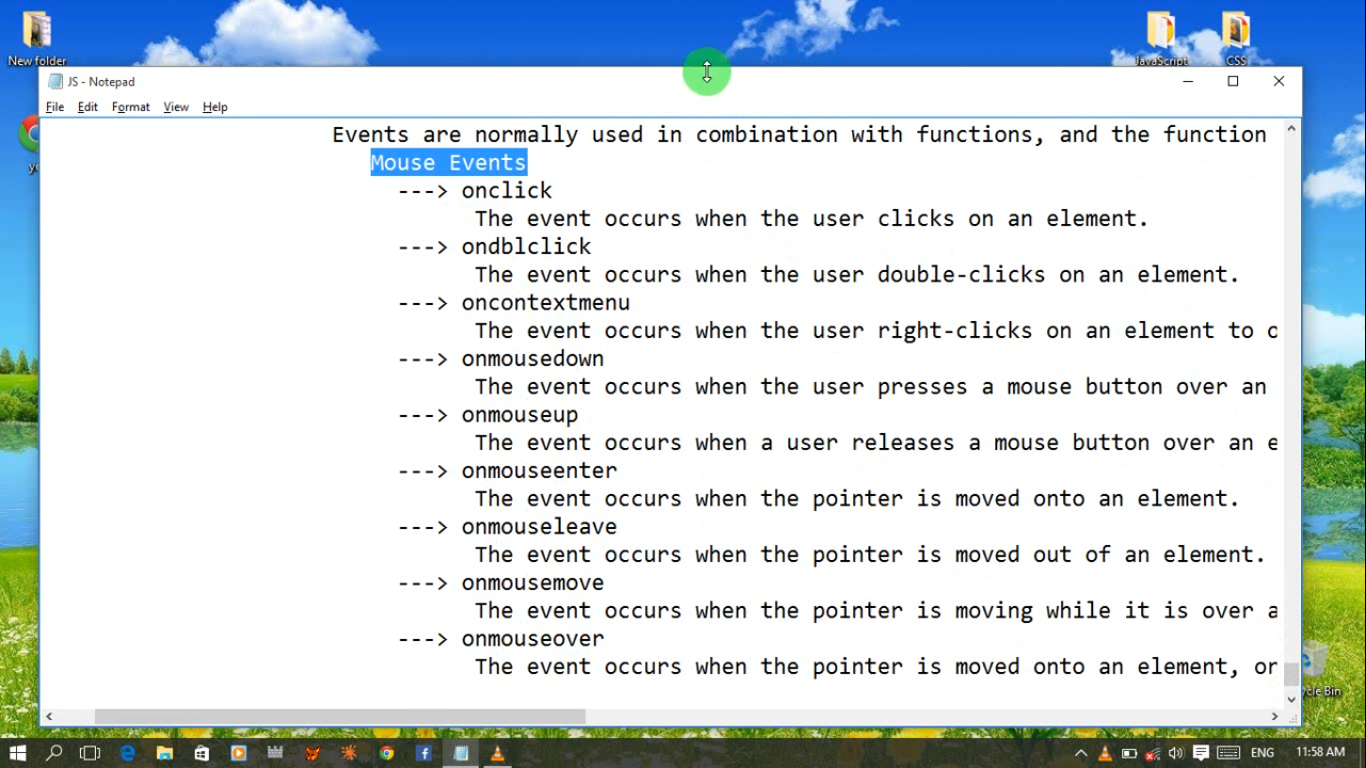 New folder
JavaScript
CSS
JS - Notepad
File Edit Format View Help
Events are normally used in combination with functions, and the function
Mouse Events
---> onclick
The event occurs when the user clicks on an element.
---> ondblclick
The event occurs when the user double-clicks on an element.
---> oncontextmenu
The event occurs when the user right-clicks on an element to o
---> onmousedown
The event occurs when the user presses a mouse button over an
---> onmouseup
The event occurs when a user releases a mouse button over an e
---> onmouseenter
The event occurs when the pointer is moved onto an element.
---> onmouseleave
The event occurs when the pointer is moved out of an element.
---> onmousemove
The event occurs when the pointer is moving while it is over a
---> onmouseover
The event occurs when the pointer is moved onto an element, or
cle Bin
ENG 11:58 AM